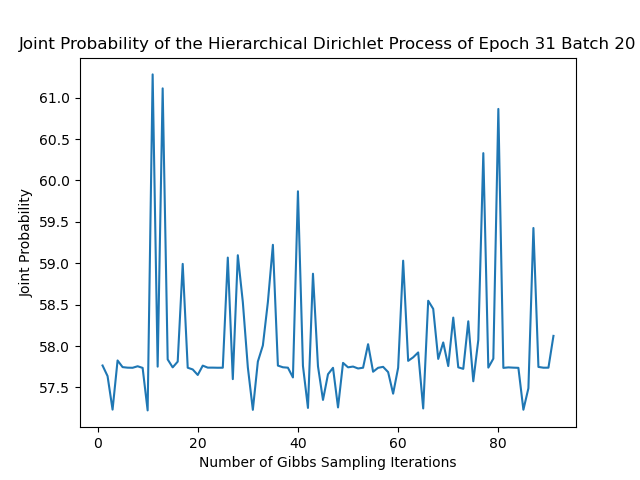 Joint Probability of the Hierarchical Dirichlet Process of Epoch 31 Batch 20
61.0
60.5
60.0
59.5
59.0
58.5
58.0
57.5
Joint Probability
0 20 40 60 80
Number of Gibbs Sampling Iterations